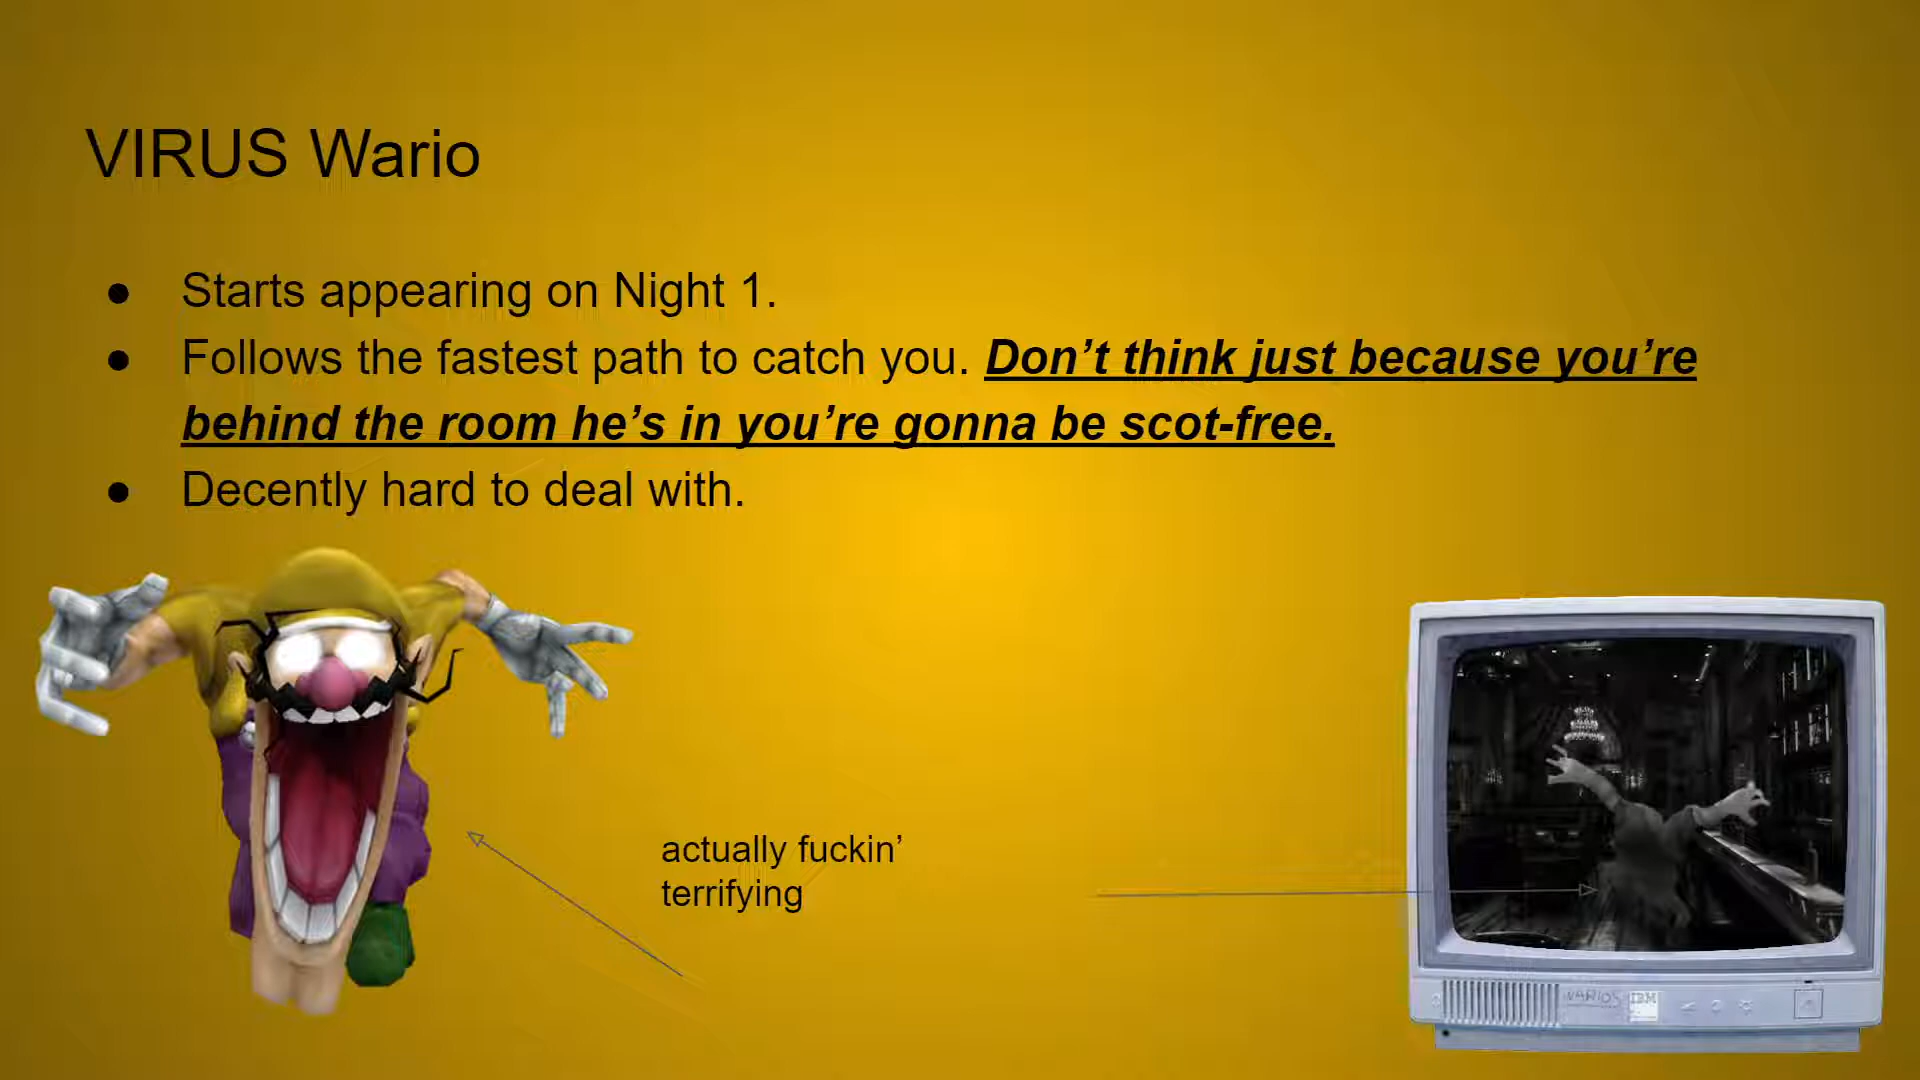 VIRUS Wario
● Starts appearing on Night 1.
● Follows the fastest path to catch you. Don’t think just because you’re
behind the room he’s in you’re gonna be scot-free.
● Decently hard to deal with.
actually fuckin’
terrifying
WARIOS IBM